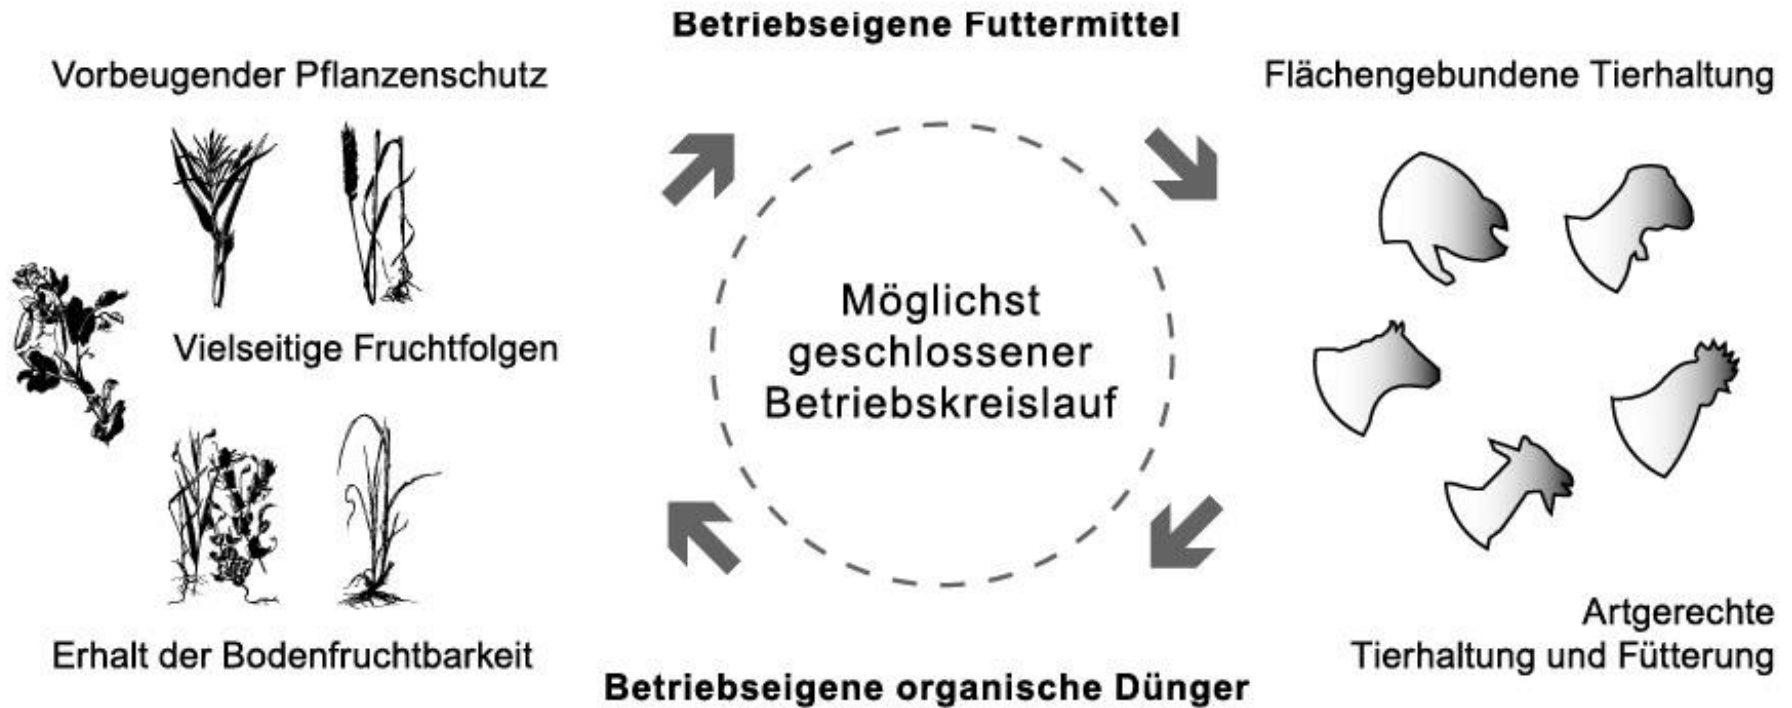 Betriebseigene Futtermittel
Vorbeugender Pflanzenschutz
Flächengebundene Tierhaltung
Vielseitige Fruchtfolgen
Möglichst
geschlossener
Betriebskreislauf
Erhalt der Bodenfruchtbarkeit
Artgerechte
Tierhaltung und Fütterung
Betriebseigene organische Dünger